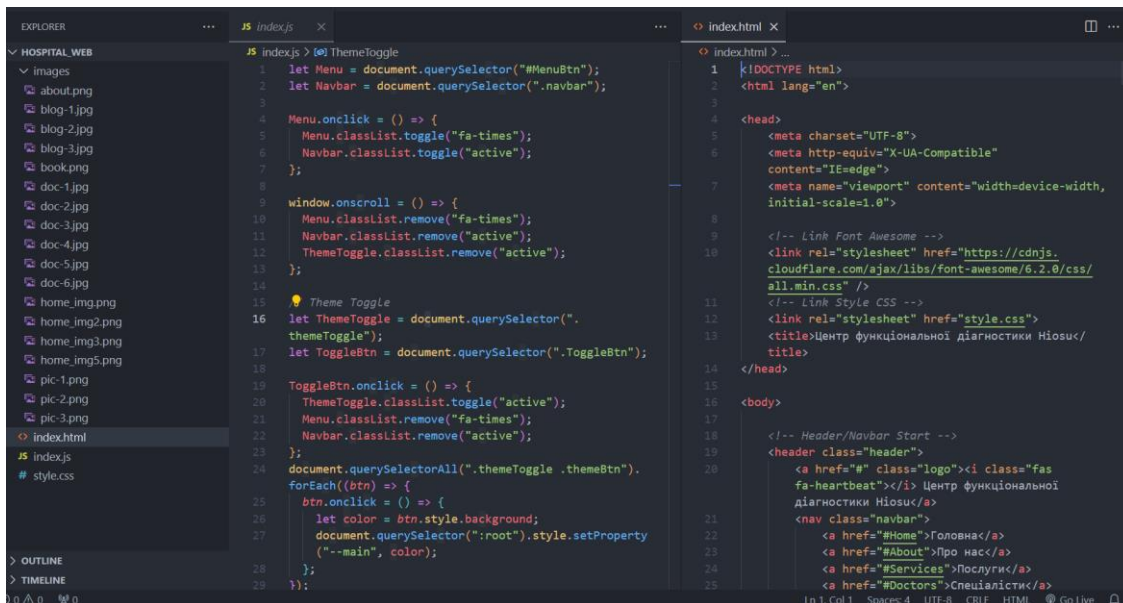 EXPLORER
HOSPITAL_WEB
images
about.png
blog-1.jpg
blog-2.jpg
blog-3.jpg
book.png
doc-1.jpg
doc-2.jpg
doc-3.jpg
doc-4.jpg
doc-5.jpg
doc-6.jpg
home_img.png
home_img2.png
home_img3.png
home_img5.png
pic-1.png
pic-2.png
pic-3.png
index.html
JS index.js
# style.css
OUTLINE
TIMELINE
0 0 0
JS index.js
JS index.js > ThemeToggle
1 let Menu = document.querySelector("#MenuBtn");
2 let Navbar = document.querySelector(".navbar");
3
4 Menu.onclick = () => {
5 Menu.classList.toggle("fa-times");
6 Navbar.classList.toggle("active");
7 };
8
9 window.onscroll = () => {
10 Menu.classList.remove("fa-times");
11 Navbar.classList.remove("active");
12 ThemeToggle.classList.remove("active");
13 };
14
15 / Theme Toggle
16 let ThemeToggle = document.querySelector(".
themeToggle");
17 let ToggleBtn = document.querySelector(".ToggleBtn");
18
19 ToggleBtn.onclick = () => {
20 ThemeToggle.classList.toggle("active");
21 Menu.classList.remove("fa-times");
22 Navbar.classList.remove("active");
23 };
24 document.querySelectorAll(".themeToggle .themeBtn").
forEach((btn) => {
25 btn.onclick = () => {
26 let color = btn.style.background;
27 document.querySelector(":root").style.setProperty
("--main", color);
28 };
29 });
index.html
index.html > ...
1 <!DOCTYPE html>
2 <html lang="en">
3
4 <head>
5 <meta charset="UTF-8">
6 <meta http-equiv="X-UA-Compatible"
content="IE=edge">
7 <meta name="viewport" content="width=device-width,
initial-scale=1.0">
8
9 <!-- Link Font Awesome -->
10 <link rel="stylesheet" href="https://cdnjs.
cloudflare.com/ajax/libs/font-awesome/6.2.0/css/
all.min.css" />
11 <!-- Link Style CSS -->
12 <link rel="stylesheet" href="style.css">
13 <title>Центр функціональної діагностики Hiosu</
title>
14 </head>
15
16 <body>
17
18 <!-- Header/Navbar Start -->
19 <header class="header">
20 <a href="#" class="logo"><i class="fas
fa-heartbeat"></i> Центр функціональної
діагностики Hiosu</a>
21 <nav class="navbar">
22 <a href="#Home">Головна</a>
23 <a href="#About">Про нас</a>
24 <a href="#Services">Послуги</a>
25 <a href="#Doctors">Спеціалісти</a>
Ln 1, Col 1 Spaces: 4 UTF-8 CRLF HTML Go Live